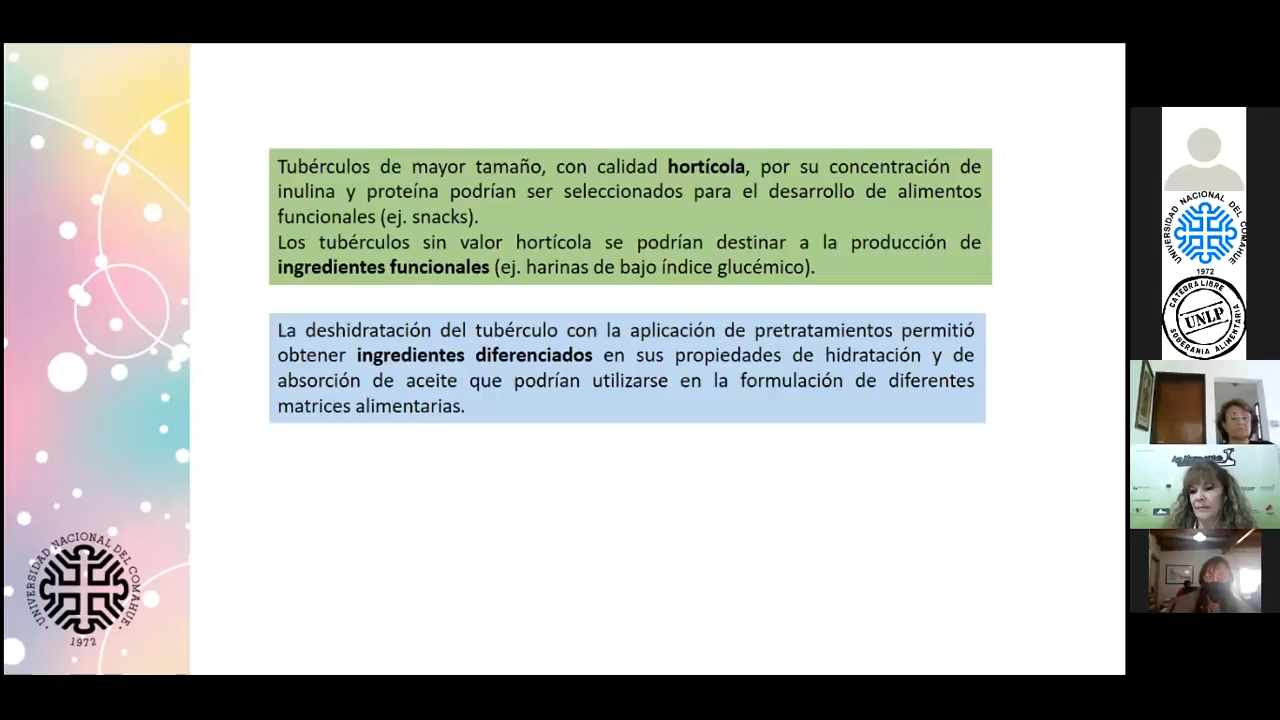 Tubérculos de mayor tamaño, con calidad hortícola, por su concentración de
inulina y proteína podrían ser seleccionados para el desarrollo de alimentos
funcionales (ej. snacks).
Los tubérculos sin valor hortícola se podrían destinar a la producción de
ingredientes funcionales (ej. harinas de bajo índice glucémico).
La deshidratación del tubérculo con la aplicación de pretratamientos permitió
obtener ingredientes diferenciados en sus propiedades de hidratación y de
absorción de aceite que podrían utilizarse en la formulación de diferentes
matrices alimentarias.
· UNIVERSIDAD NACIONAL DEL COMAHUE ·
1972
UNIVERSIDAD NACIONAL DEL COMAHUE
1972
CATEDRA LIBRE
UNLP
SOBERANIA ALIMENTARIA